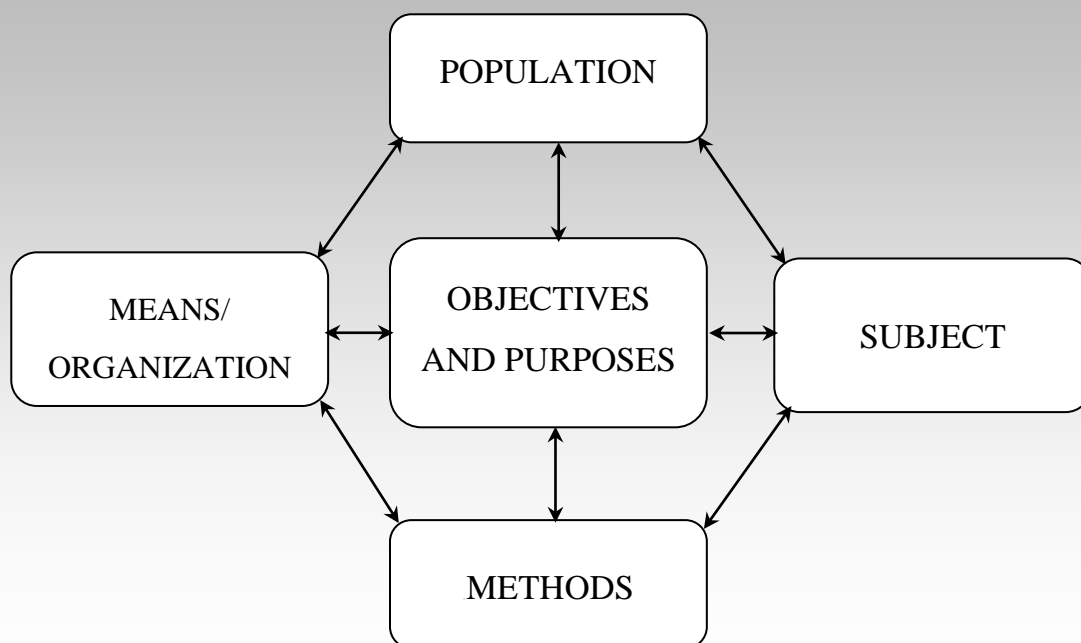 POPULATION
MEANS/
ORGANIZATION
OBJECTIVES
AND PURPOSES
SUBJECT
METHODS